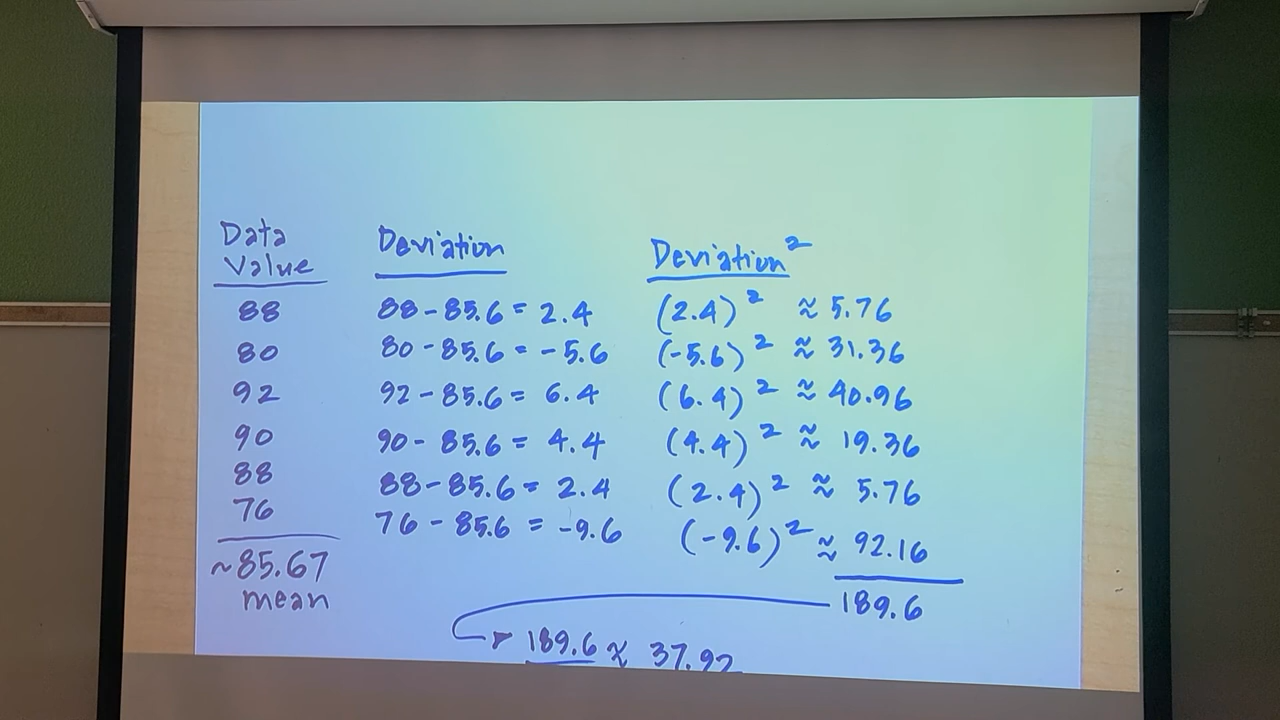 Data Value Deviation Deviation²
88 88-85.6 = 2.4 (2.4)² ≈ 5.76
80 80-85.6 = -5.6 (-5.6)² ≈ 31.36
92 92-85.6 = 6.4 (6.4)² ≈ 40.96
90 90-85.6 = 4.4 (4.4)² ≈ 19.36
88 88-85.6 = 2.4 (2.4)² ≈ 5.76
76 76-85.6 = -9.6 (-9.6)² ≈ 92.16
~85.67 189.6
mean
189.6 ≈ 37.92